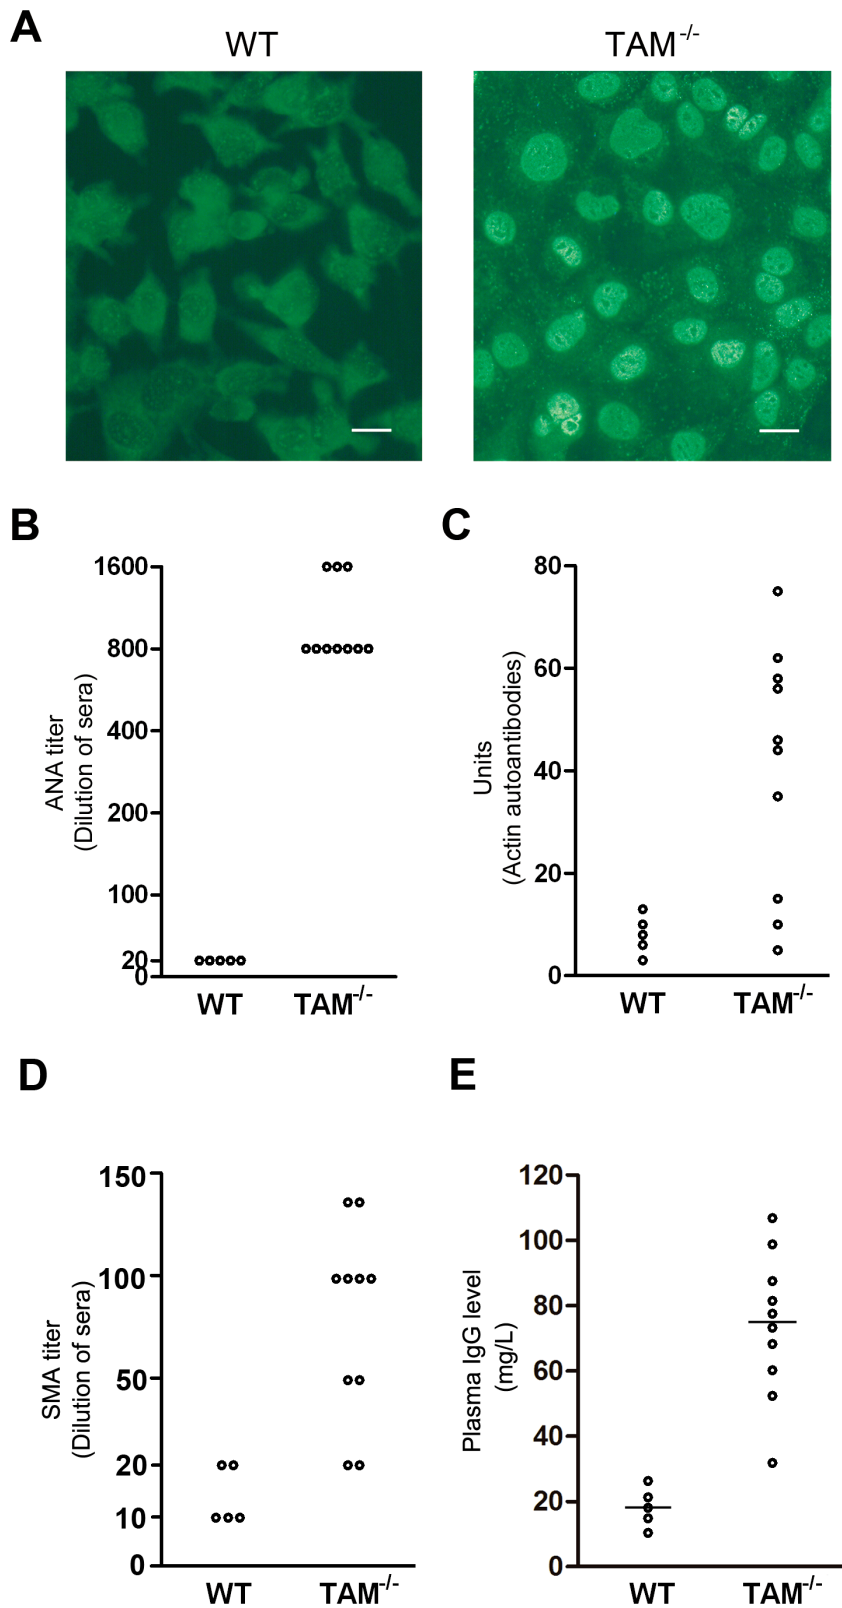 A
WT
TAM-/-
B
1600
800
400
200
100
20
0
ANA titer
(Dilution of sera)
WT
TAM-/-
C
80
60
40
20
0
Units
(Actin autoantibodies)
WT
TAM-/-
D
150
100
50
20
10
0
SMA titer
(Dilution of sera)
WT
TAM-/-
E
120
100
80
60
40
20
0
Plasma IgG level
(mg/L)
WT
TAM-/-